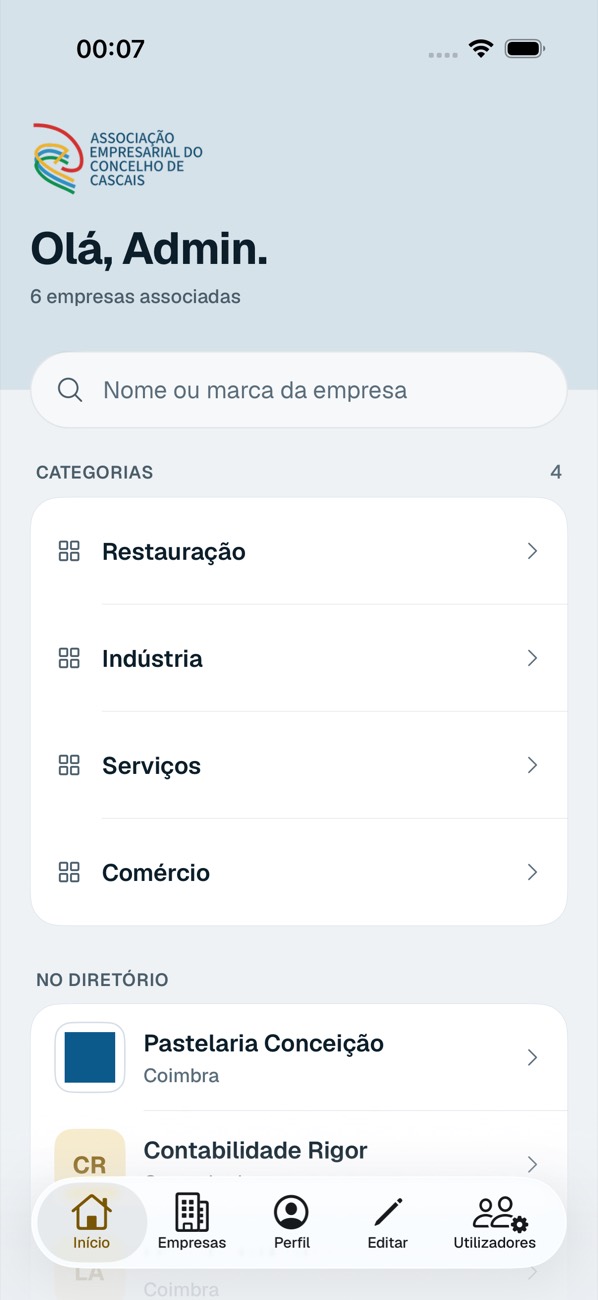 00:07
ASSOCIAÇÃO
EMPRESARIAL DO
CONCELHO DE
CASCAIS
Olá, Admin.
6 empresas associadas
Nome ou marca da empresa
CATEGORIAS 4
Restauração
Indústria
Serviços
Comércio
NO DIRETÓRIO
Pastelaria Conceição
Coimbra
CR Contabilidade Rigor
Início Empresas Perfil Editar Utilizadores
LA
Coimbra